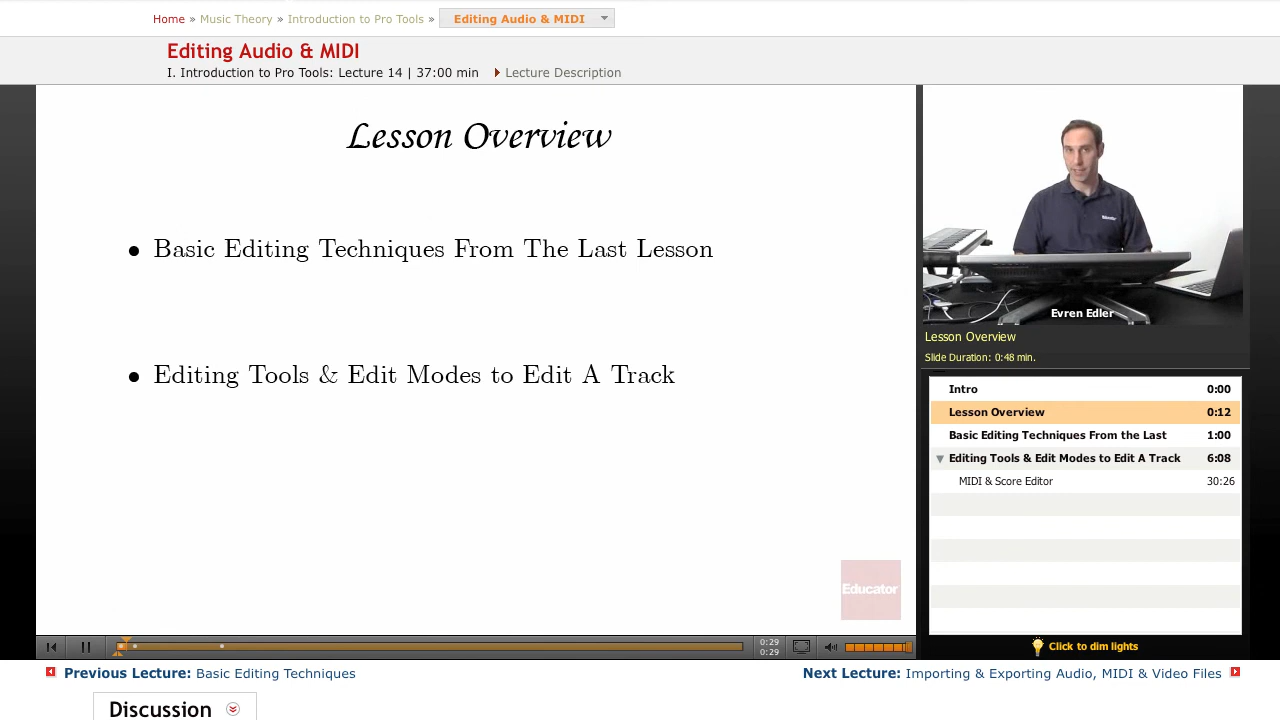 Home » Music Theory » Introduction to Pro Tools » Editing Audio & MIDI
Editing Audio & MIDI
I. Introduction to Pro Tools: Lecture 14 | 37:00 min Lecture Description
Lesson Overview
• Basic Editing Techniques From The Last Lesson
• Editing Tools & Edit Modes to Edit A Track
Educator
Evren Edler
Lesson Overview
Slide Duration: 0:48 min.
Intro 0:00
Lesson Overview 0:12
Basic Editing Techniques From the Last 1:00
Editing Tools & Edit Modes to Edit A Track 6:08
MIDI & Score Editor 30:26
0:29
0:29
Click to dim lights
Previous Lecture: Basic Editing Techniques
Next Lecture: Importing & Exporting Audio, MIDI & Video Files
Discussion